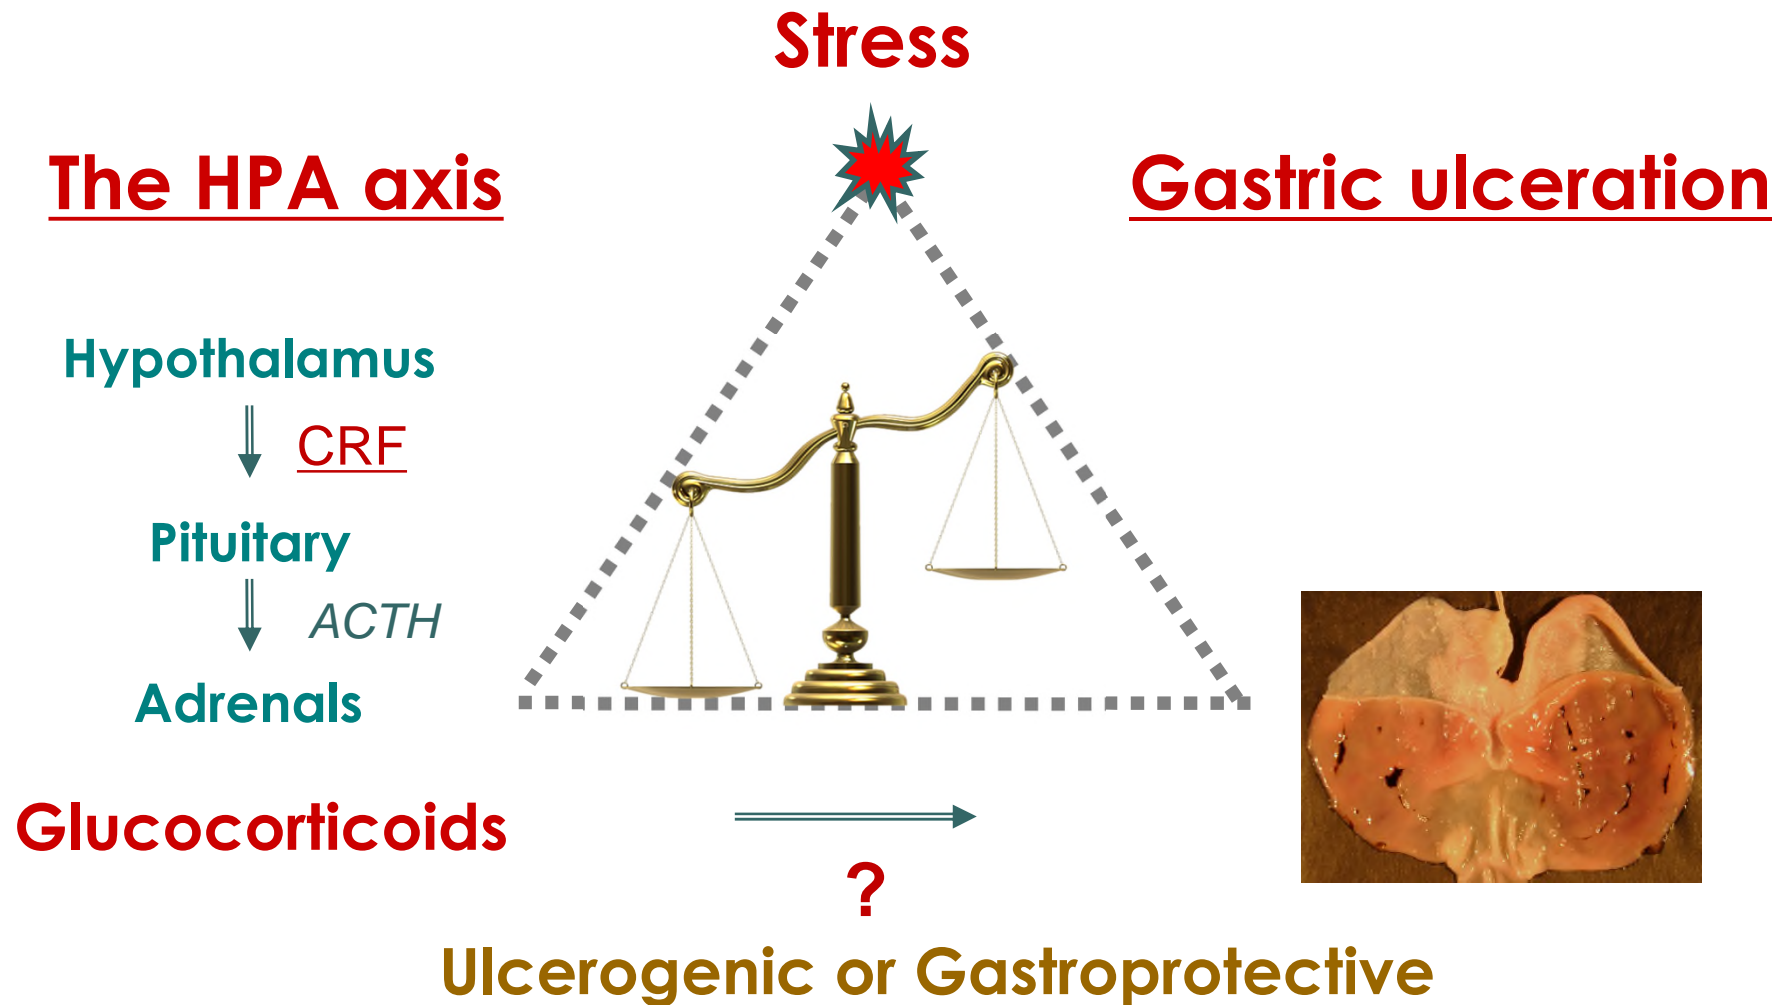 Stress
The HPA axis
Gastric ulceration
Hypothalamus
CRF
Pituitary
ACTH
Adrenals
Glucocorticoids
?
Ulcerogenic or Gastroprotective